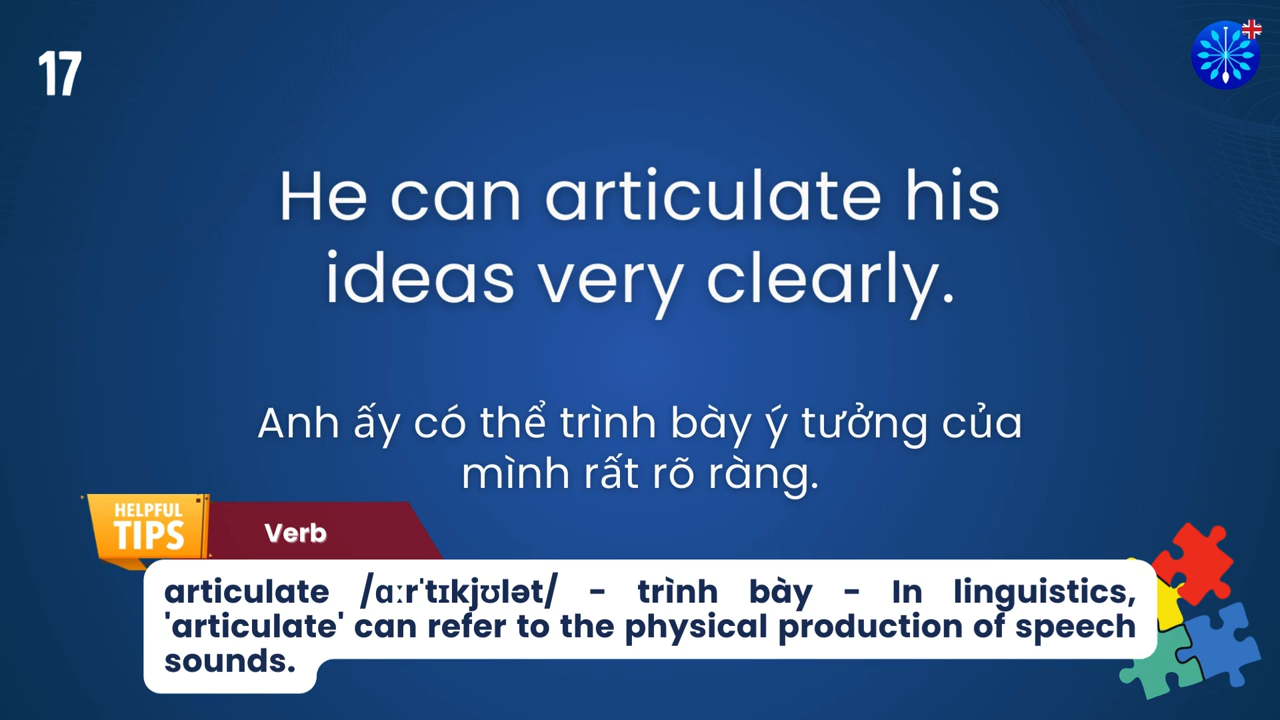 17
He can articulate his
ideas very clearly.
Anh ấy có thể trình bày ý tưởng của
mình rất rõ ràng.
HELPFUL
TIPS
Verb
articulate /ɑːrˈtɪkjʊlət/ - trình bày - In linguistics,
'articulate' can refer to the physical production of speech
sounds.